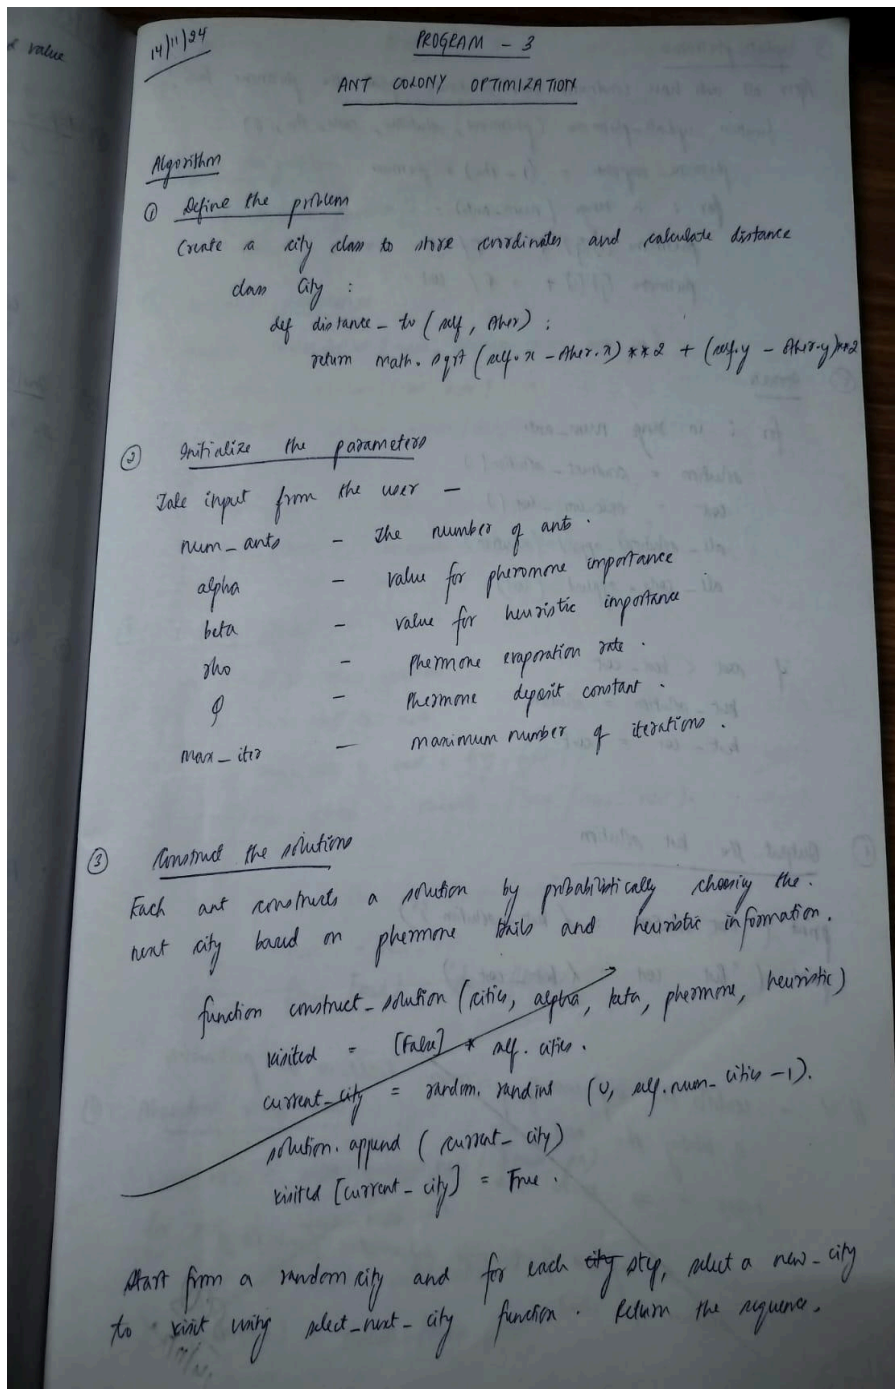 value
14/11/24
PROGRAM - 3
ANT COLONY OPTIMIZATION
Algorithm
① Define the problem
Create a city class to store coordinates and calculate distance
class City :
def distance_to (self, other) :
return math. sqrt (self.x - other.x) **2 + (self.y - other.y)**2
② Initialize the parameters
Take input from the user —
num_ants - The number of ants.
alpha - value for pheromone importance
beta - value for heuristic importance
rho - Phermone evaporation rate.
Q - Phermone deposit constant.
max_iter — maximum number of iterations.
③ Construct the solutions
Each ant constructs a solution by probabilistically choosing the.
next city based on phermone trails and heuristic information.
function construct_solution (cities, alpha, beta, phermone, heuristic)
visited = [False] * self. cities.
current_city = random. randint (0, self.num_cities -1).
solution. append ( current_city)
visited [current_city] = True.
Start from a random city and for each city step, select a new_city
to visit using select_next_city function. Return the sequence.